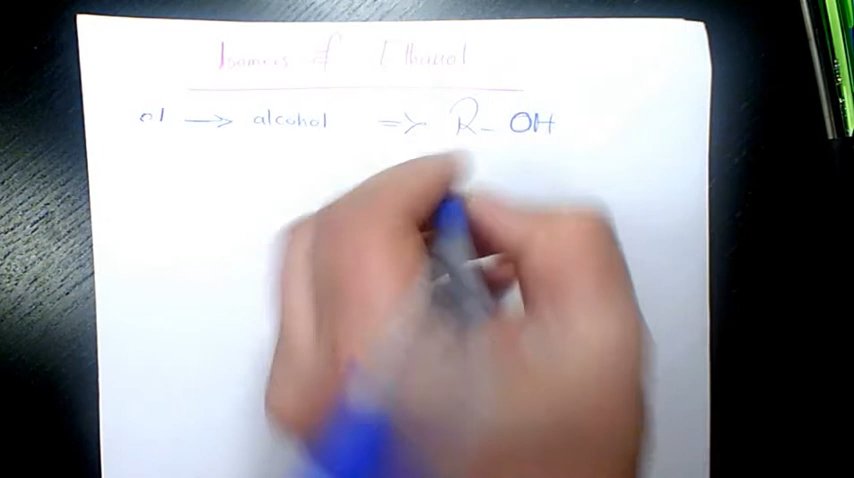 Isomers of Ethanol
ol → alcohol => R-OH